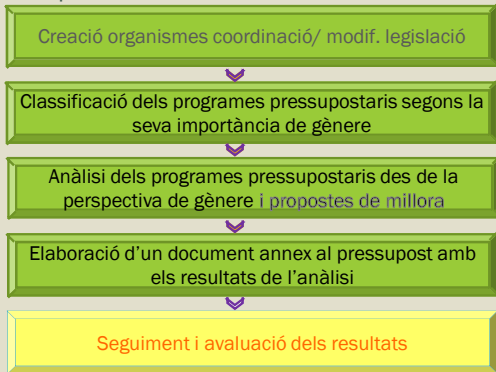 Creació organismes coordinació/ modif. legislació
Classificació dels programes pressupostaris segons la
seva importància de gènere
Anàlisi dels programes pressupostaris des de la
perspectiva de gènere i propostes de millora
Elaboració d'un document annex al pressupost amb
els resultats de l'anàlisi
Seguiment i avaluació dels resultats